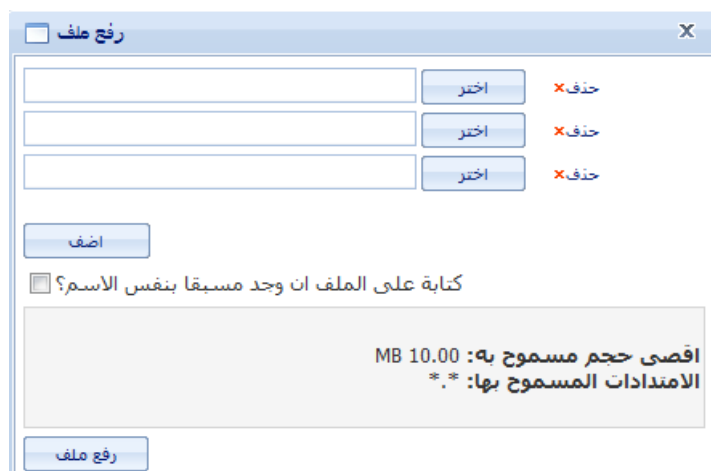 رفع ملف
اختر حذف
اختر حذف
اختر حذف
اضف
كتابة على الملف ان وجد مسبقا بنفس الاسم؟
اقصى حجم مسموح به: 10.00 MB
الامتدادات المسموح بها: *.*
رفع ملف